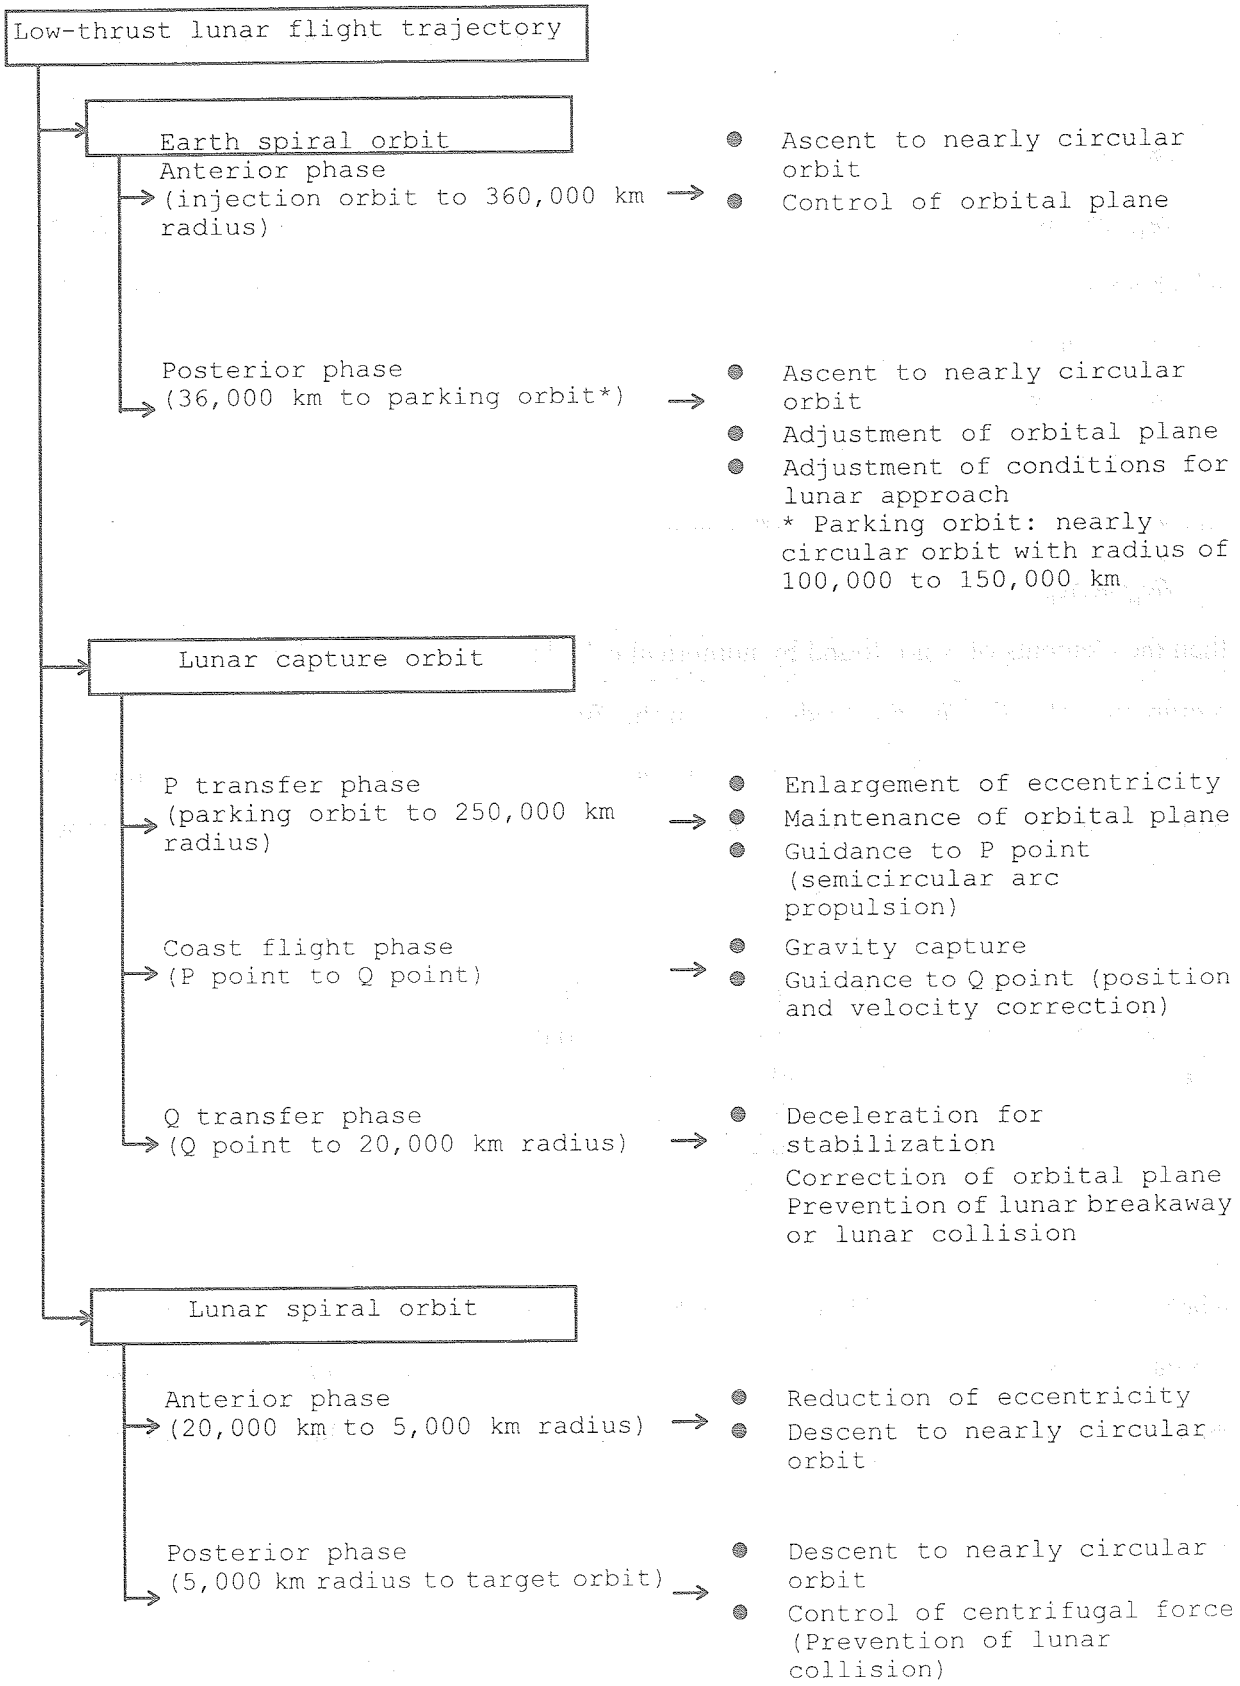 Low-thrust lunar flight trajectory
Earth spiral orbit
Anterior phase
(injection orbit to 360,000 km
radius)
● Ascent to nearly circular
orbit
● Control of orbital plane
Posterior phase
(36,000 km to parking orbit*)
● Ascent to nearly circular
orbit
● Adjustment of orbital plane
● Adjustment of conditions for
lunar approach
* Parking orbit: nearly
circular orbit with radius of
100,000 to 150,000 km
Lunar capture orbit
P transfer phase
(parking orbit to 250,000 km
radius)
● Enlargement of eccentricity
● Maintenance of orbital plane
● Guidance to P point
(semicircular arc
propulsion)
Coast flight phase
(P point to Q point)
● Gravity capture
● Guidance to Q point (position
and velocity correction)
Q transfer phase
(Q point to 20,000 km radius)
● Deceleration for
stabilization
Correction of orbital plane
Prevention of lunar breakaway
or lunar collision
Lunar spiral orbit
Anterior phase
(20,000 km to 5,000 km radius)
● Reduction of eccentricity
● Descent to nearly circular
orbit
Posterior phase
(5,000 km radius to target orbit)
● Descent to nearly circular
orbit
● Control of centrifugal force
(Prevention of lunar
collision)